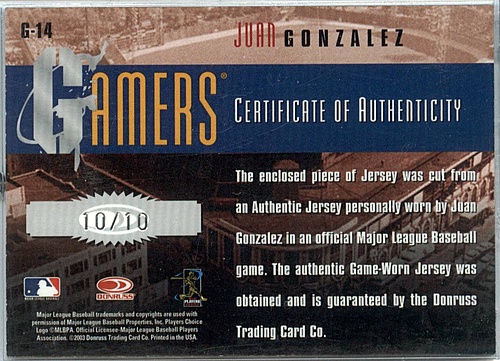 G-14
JUAN GONZALEZ
GAMERS®
CERTIFICATE OF AUTHENTICITY
The enclosed piece of Jersey was cut from
an Authentic Jersey personally worn by Juan
Gonzalez in an official Major League Baseball
game. The authentic Game-Worn Jersey was
obtained and is guaranteed by the Donruss
Trading Card Co.
10/10
DONRUSS
PLAYERS
Major League Baseball trademarks and copyrights are used with
permission of Major League Baseball Properties, Inc. Players Choice
Logo ©MLBPA. Official Licensee-Major League Baseball Players
Association. ©2003 Donruss Trading Card Co. Printed in the USA.